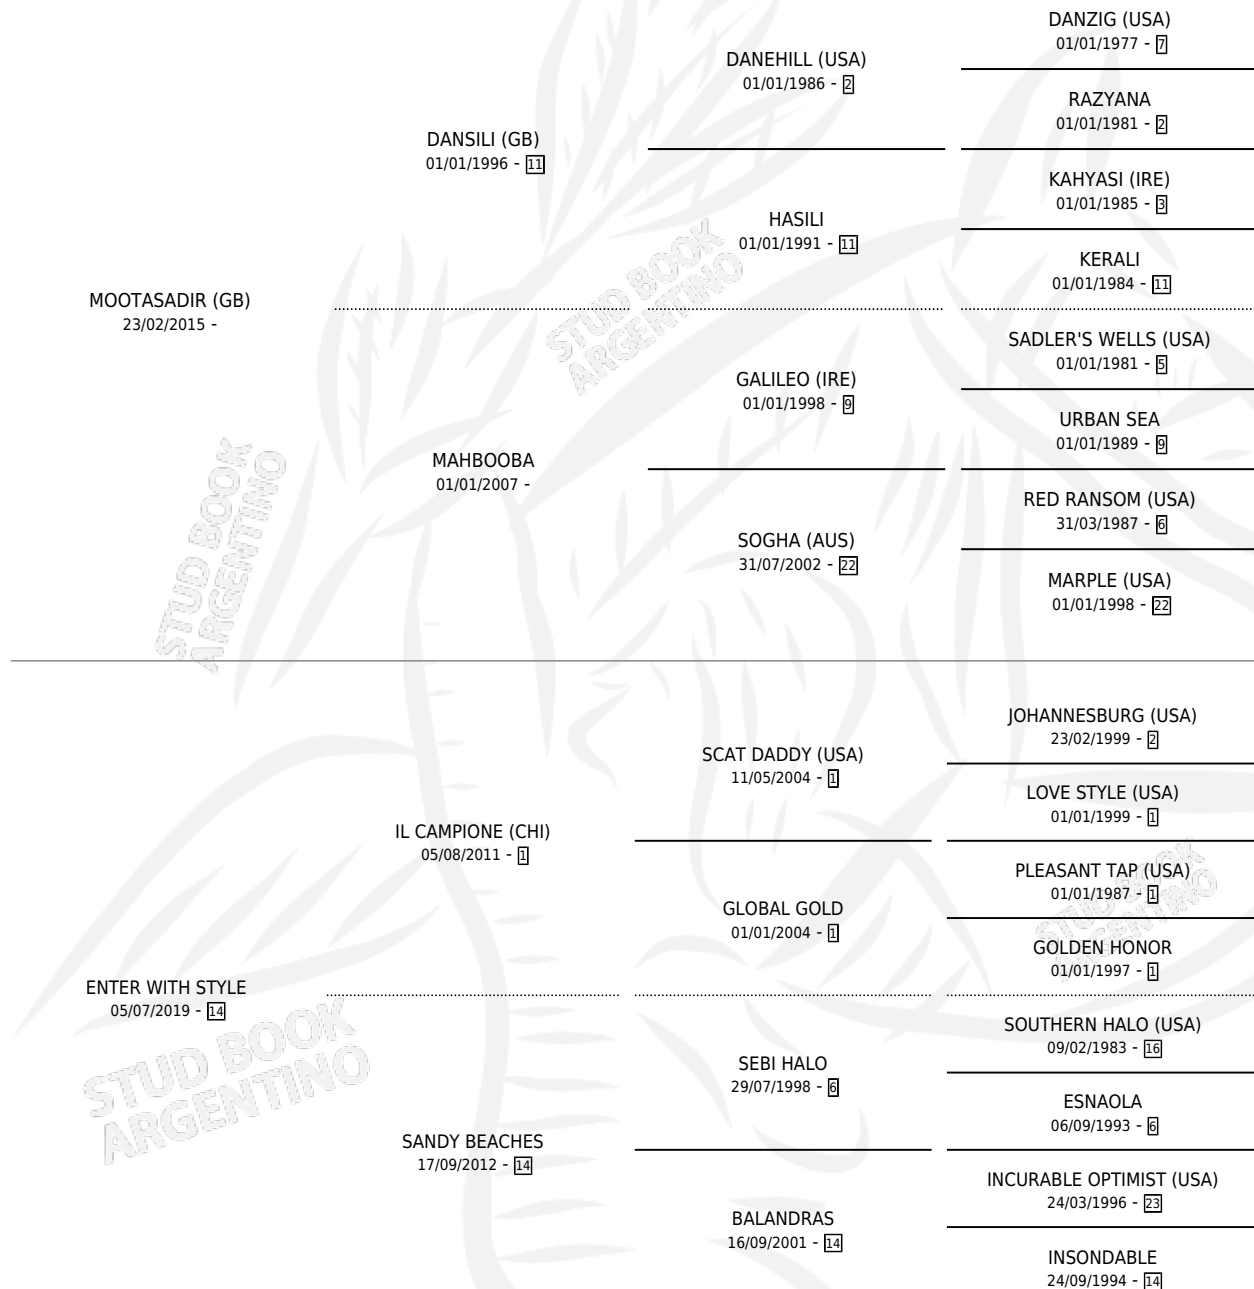 DANZIG (USA)
01/01/1977 - 7
DANEHILL (USA)
01/01/1986 - 2
RAZYANA
01/01/1981 - 2
DANSILI (GB)
01/01/1996 - 11
KAHYASI (IRE)
01/01/1985 - 3
HASILI
01/01/1991 - 11
KERALI
01/01/1984 - 11
MOOTASADIR (GB)
23/02/2015 -
SADLER'S WELLS (USA)
01/01/1981 - 5
GALILEO (IRE)
01/01/1998 - 9
URBAN SEA
01/01/1989 - 9
MAHBOOBA
01/01/2007 -
RED RANSOM (USA)
31/03/1987 - 6
SOGHA (AUS)
31/07/2002 - 22
MARPLE (USA)
01/01/1998 - 22
STUD BOOK
ARGENTINO
STUD BOOK
ARGENTINO
JOHANNESBURG (USA)
23/02/1999 - 2
SCAT DADDY (USA)
11/05/2004 - 1
LOVE STYLE (USA)
01/01/1999 - 1
IL CAMPIONE (CHI)
05/08/2011 - 1
PLEASANT TAP (USA)
01/01/1987 - 1
GLOBAL GOLD
01/01/2004 - 1
GOLDEN HONOR
01/01/1997 - 1
ENTER WITH STYLE
05/07/2019 - 14
SOUTHERN HALO (USA)
09/02/1983 - 16
SEBI HALO
29/07/1998 - 6
ESNAOLA
06/09/1993 - 6
SANDY BEACHES
17/09/2012 - 14
INCURABLE OPTIMIST (USA)
24/03/1996 - 23
BALANDRAS
16/09/2001 - 14
INSONDABLE
24/09/1994 - 14
STUD BOOK
ARGENTINO
STUD BOOK
ARGENTINO